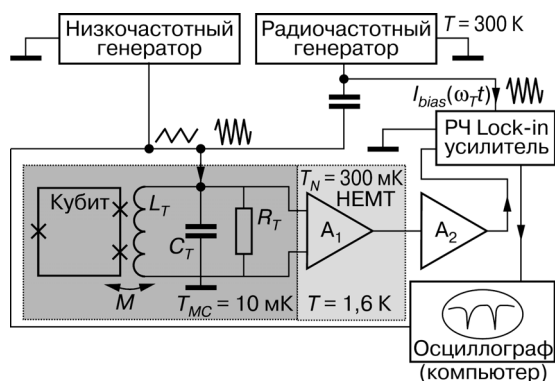 Низкочастотный
генератор
Радиочастотный
генератор
T = 300 К
I_bias(ω_T t)
РЧ Lock-in
усилитель
Кубит
L_T
C_T
R_T
M
T_MC = 10 мК
T_N = 300 мК
HEMT
A_1
T = 1,6 К
A_2
Осциллограф
(компьютер)